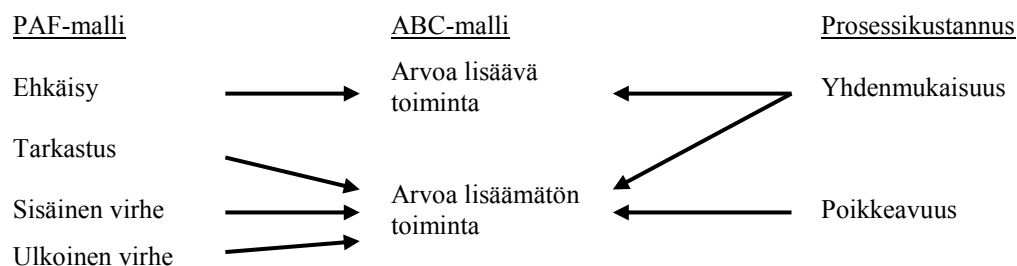 PAF-malli ABC-malli Prosessikustannus
Ehkäisy Arvoa lisäävä toiminta Yhdenmukaisuus
Tarkastus
Sisäinen virhe Arvoa lisäämätön toiminta Poikkeavuus
Ulkoinen virhe